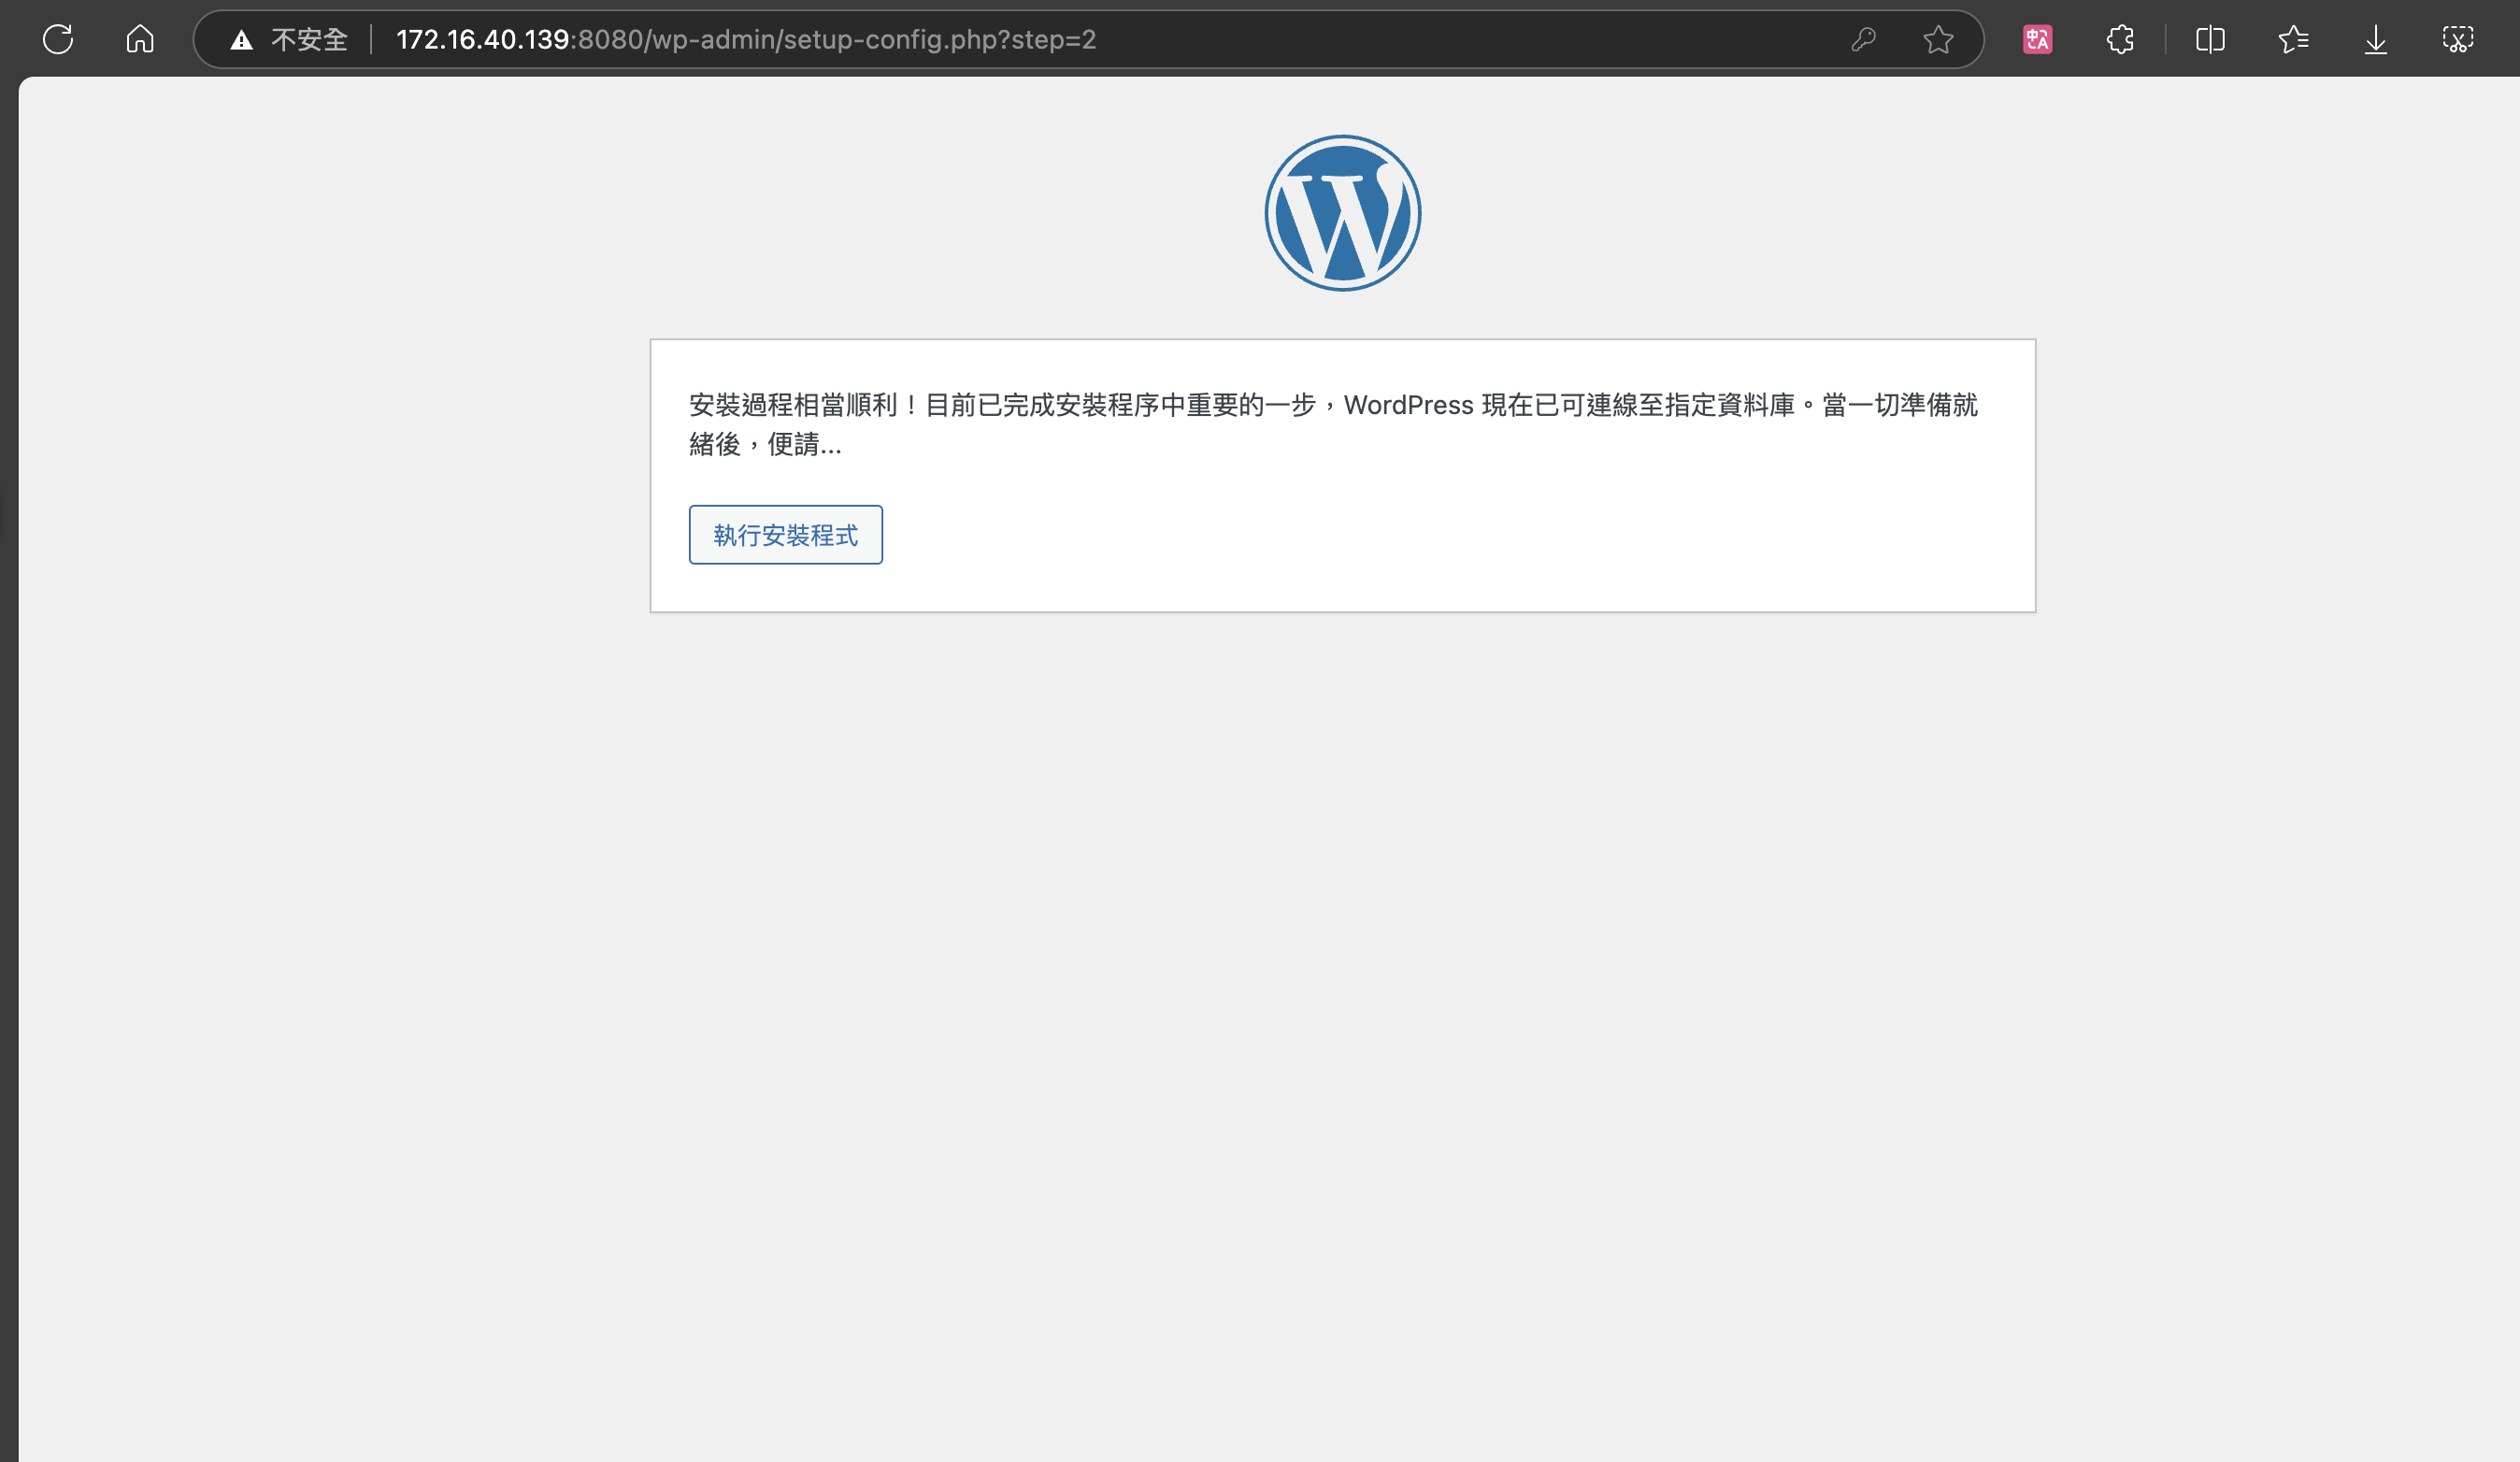 不安全 172.16.40.139:8080/wp-admin/setup-config.php?step=2
安裝過程相當順利！目前已完成安裝程序中重要的一步，WordPress 現在已可連線至指定資料庫。當一切準備就
緒後，便請...
執行安裝程式